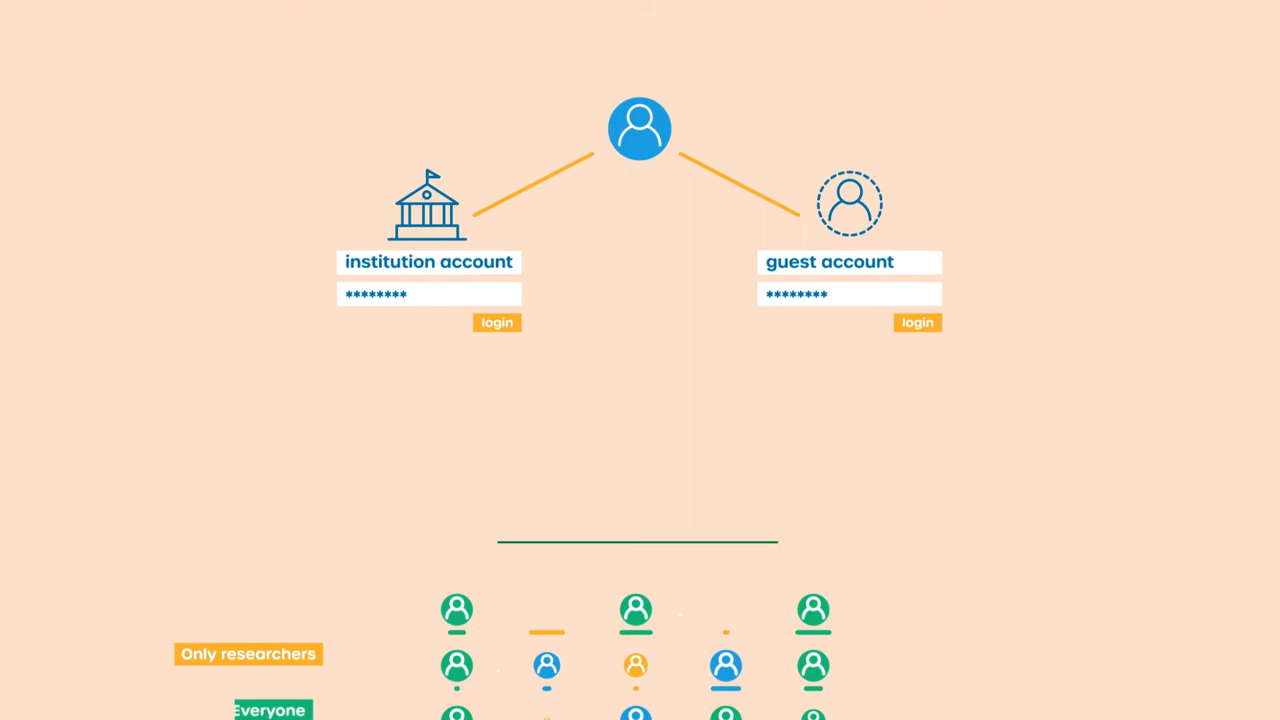 institution account
guest account
********
********
login
login
Only researchers
Everyone